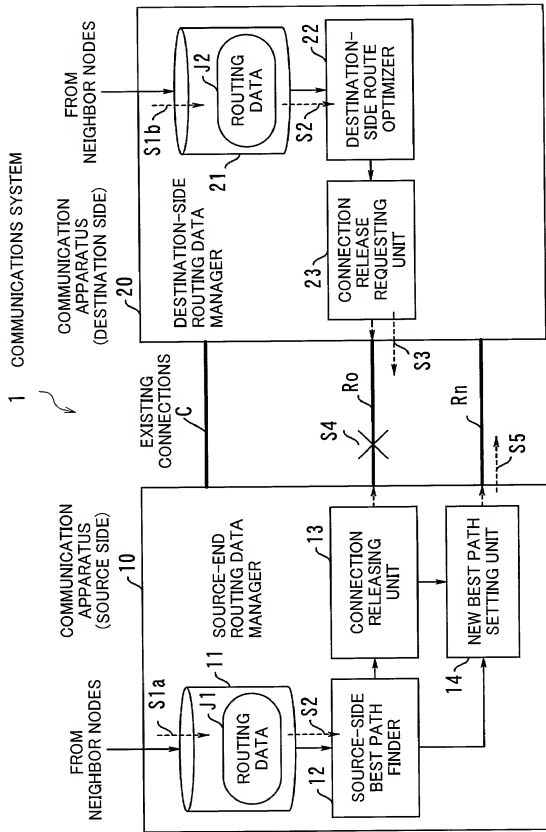 1 COMMUNICATIONS SYSTEM
COMMUNICATION
APPARATUS
(SOURCE SIDE)
10
FROM
NEIGHBOR NODES
S1a
SOURCE-END
ROUTING DATA
MANAGER
11
J1
ROUTING
DATA
S2
12
SOURCE-SIDE
BEST PATH
FINDER
13
CONNECTION
RELEASING
UNIT
14
NEW BEST PATH
SETTING UNIT
EXISTING
CONNECTIONS
C
S4
Ro
S3
Rn
S5
COMMUNICATION
APPARATUS
(DESTINATION SIDE)
20
FROM
NEIGHBOR NODES
S1b
DESTINATION-SIDE
ROUTING DATA
MANAGER
21
J2
ROUTING
DATA
S2
22
DESTINATION-
SIDE ROUTE
OPTIMIZER
23
CONNECTION
RELEASE
REQUESTING
UNIT